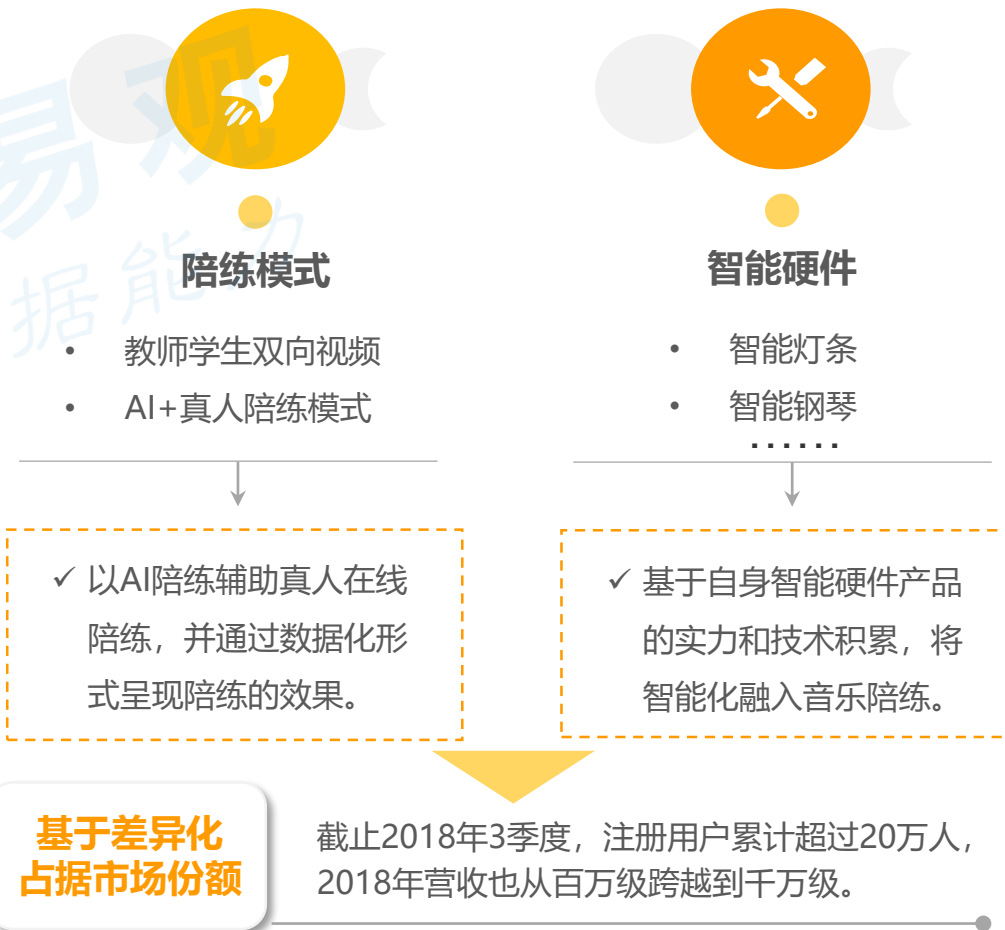 易观
据能力
陪练模式
• 教师学生双向视频
• AI+真人陪练模式
✓ 以AI陪练辅助真人在线
陪练，并通过数据化形
式呈现陪练的效果。
智能硬件
• 智能灯条
• 智能钢琴
······
✓ 基于自身智能硬件产品
的实力和技术积累，将
智能化融入音乐陪练。
基于差异化
占据市场份额
截止2018年3季度，注册用户累计超过20万人，
2018年营收也从百万级跨越到千万级。